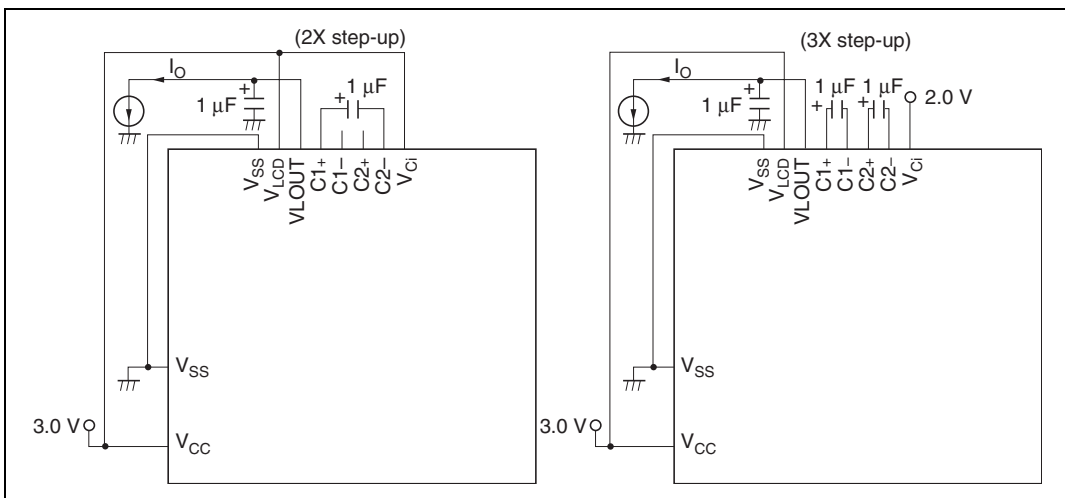 (2X step-up)
IO
+
1 μF
1 μF
+
VSS
VLCD
VLOUT
C1+
C1−
C2+
C2−
VCi
VSS
3.0 V
VCC
(3X step-up)
IO
+
1 μF
1 μF
1 μF
+
+
2.0 V
VSS
VLCD
VLOUT
C1+
C1−
C2+
C2−
VCi
VSS
3.0 V
VCC